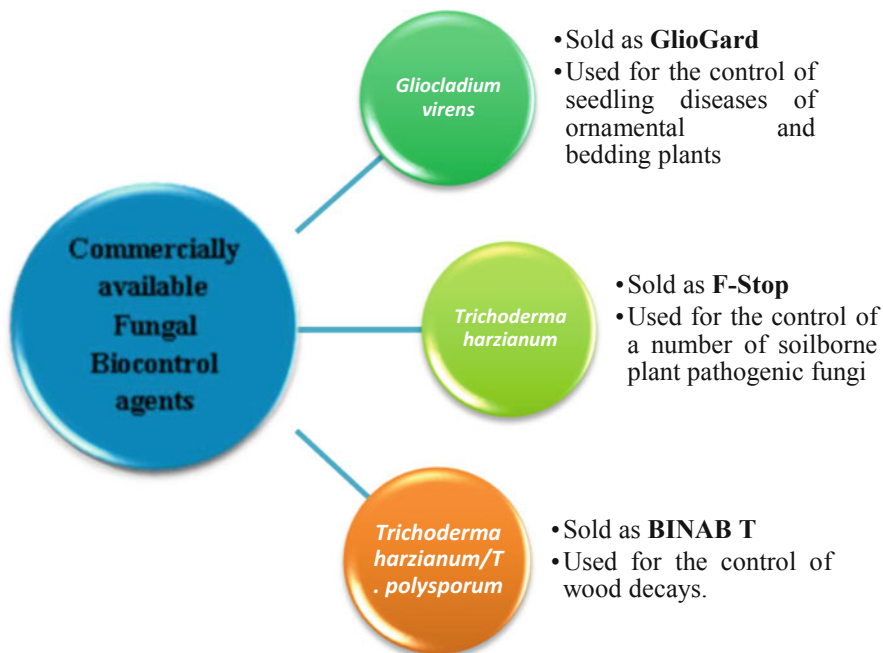 Commercially
available
Fungal
Biocontrol
agents
Gliocladium
virens
•Sold as GlioGard
•Used for the control of
seedling diseases of
ornamental and
bedding plants
Trichoderma
harzianum
•Sold as F-Stop
•Used for the control of
a number of soilborne
plant pathogenic fungi
Trichoderma
harzianum/T
. polysporum
•Sold as BINAB T
•Used for the control of
wood decays.